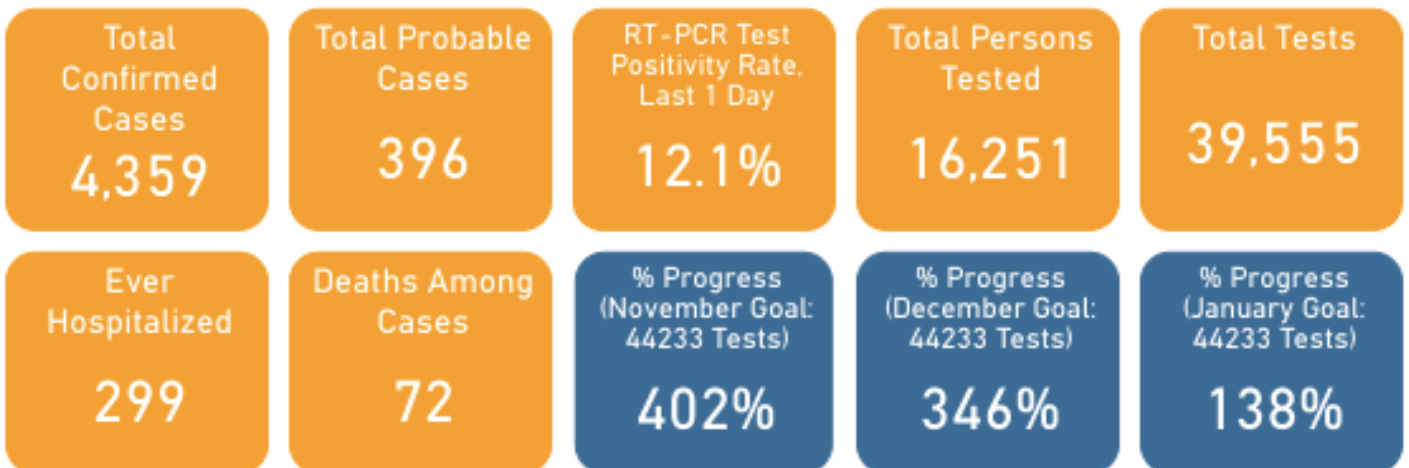 Total
Confirmed
Cases
4,359
Total Probable
Cases
396
RT-PCR Test
Positivity Rate,
Last 1 Day
12.1%
Total Persons
Tested
16,251
Total Tests
39,555
Ever
Hospitalized
299
Deaths Among
Cases
72
% Progress
(November Goal:
44233 Tests)
402%
% Progress
(December Goal:
44233 Tests)
346%
% Progress
(January Goal:
44233 Tests)
138%